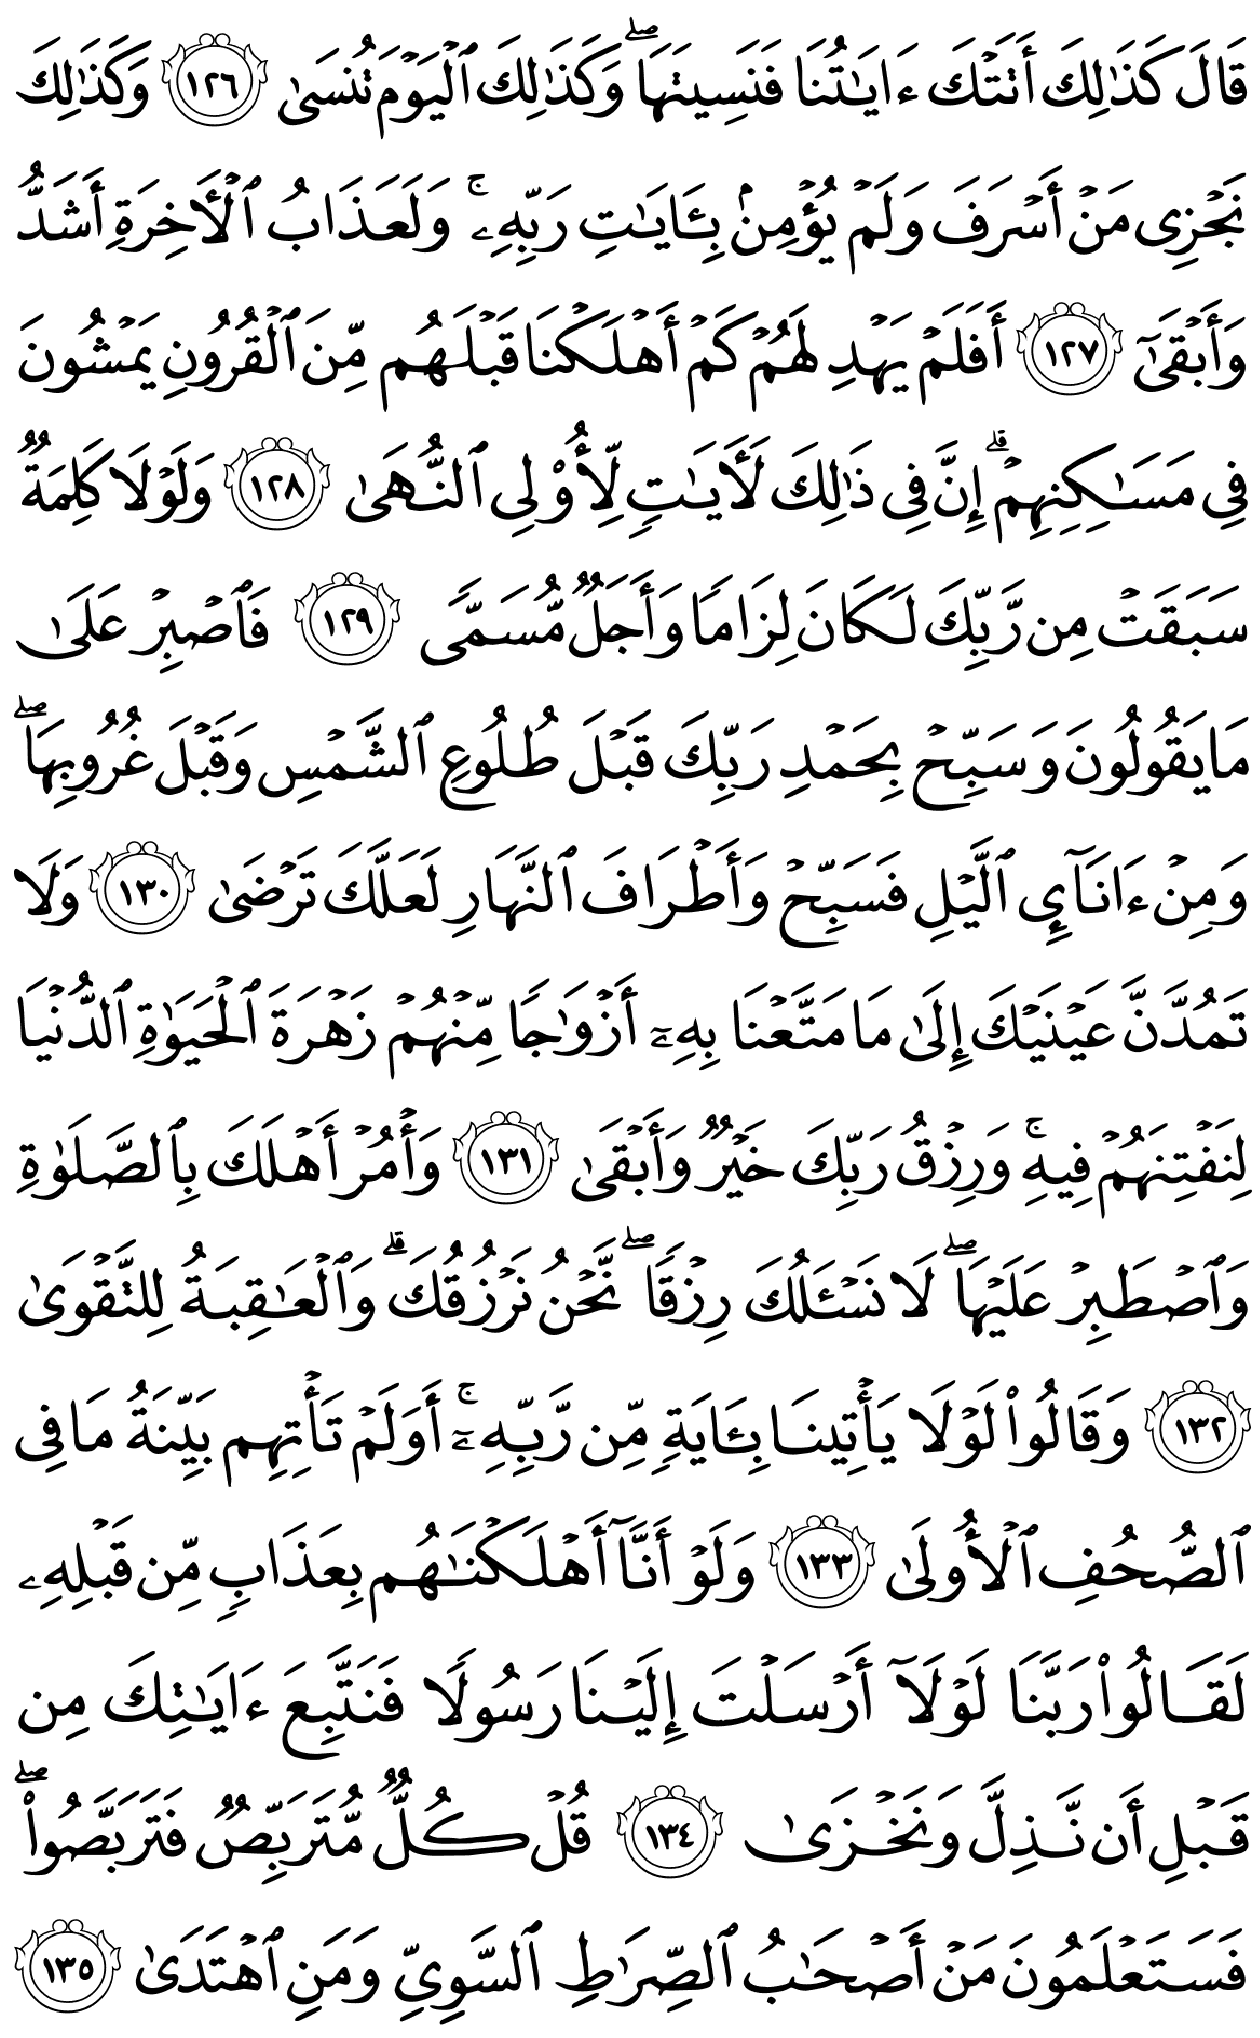 قَالَ كَذَٰلِكَ أَتَتۡكَ ءَايَٰتُنَا فَنَسِيتَهَاۖ وَكَذَٰلِكَ ٱلۡيَوۡمَ تُنسَىٰ ١٢٦ وَكَذَٰلِكَ
نَجۡزِي مَنۡ أَسۡرَفَ وَلَمۡ يُؤۡمِنۢ بِـَٔايَٰتِ رَبِّهِۦۚ وَلَعَذَابُ ٱلۡأٓخِرَةِ أَشَدُّ
وَأَبۡقَىٰٓ ١٢٧ أَفَلَمۡ يَهۡدِ لَهُمۡ كَمۡ أَهۡلَكۡنَا قَبۡلَهُم مِّنَ ٱلۡقُرُونِ يَمۡشُونَ
فِي مَسَٰكِنِهِمۡۚ إِنَّ فِي ذَٰلِكَ لَأٓيَٰتٖ لِّأُوْلِي ٱلنُّهَىٰ ١٢٨ وَلَوۡلَا كَلِمَةٞ
سَبَقَتۡ مِن رَّبِّكَ لَكَانَ لِزَامٗا وَأَجَلٞ مُّسَمّٗى ١٢٩ فَٱصۡبِرۡ عَلَىٰ
مَا يَقُولُونَ وَسَبِّحۡ بِحَمۡدِ رَبِّكَ قَبۡلَ طُلُوعِ ٱلشَّمۡسِ وَقَبۡلَ غُرُوبِهَاۖ
وَمِنۡ ءَانَآيِٕ ٱلَّيۡلِ فَسَبِّحۡ وَأَطۡرَافَ ٱلنَّهَارِ لَعَلَّكَ تَرۡضَىٰ ١٣٠ وَلَا
تَمُدَّنَّ عَيۡنَيۡكَ إِلَىٰ مَا مَتَّعۡنَا بِهِۦٓ أَزۡوَٰجٗا مِّنۡهُمۡ زَهۡرَةَ ٱلۡحَيَوٰةِ ٱلدُّنۡيَا
لِنَفۡتِنَهُمۡ فِيهِۚ وَرِزۡقُ رَبِّكَ خَيۡرٞ وَأَبۡقَىٰ ١٣١ وَأۡمُرۡ أَهۡلَكَ بِٱلصَّلَوٰةِ
وَٱصۡطَبِرۡ عَلَيۡهَاۖ لَا نَسۡـَٔلُكَ رِزۡقٗاۖ نَّحۡنُ نَرۡزُقُكَۗ وَٱلۡعَٰقِبَةُ لِلتَّقۡوَىٰ
١٣٢ وَقَالُواْ لَوۡلَا يَأۡتِينَا بِـَٔايَةٖ مِّن رَّبِّهِۦٓۚ أَوَلَمۡ تَأۡتِهِم بَيِّنَةُ مَا فِي
ٱلصُّحُفِ ٱلۡأُولَىٰ ١٣٣ وَلَوۡ أَنَّآ أَهۡلَكۡنَٰهُم بِعَذَابٖ مِّن قَبۡلِهِۦ
لَقَالُواْ رَبَّنَا لَوۡلَآ أَرۡسَلۡتَ إِلَيۡنَا رَسُولٗا فَنَتَّبِعَ ءَايَٰتِكَ مِن
قَبۡلِ أَن نَّذِلَّ وَنَخۡزَىٰ ١٣٤ قُلۡ كُلّٞ مُّتَرَبِّصٞ فَتَرَبَّصُواْۖ
فَسَتَعۡلَمُونَ مَنۡ أَصۡحَٰبُ ٱلصِّرَٰطِ ٱلسَّوِيِّ وَمَنِ ٱهۡتَدَىٰ ١٣٥